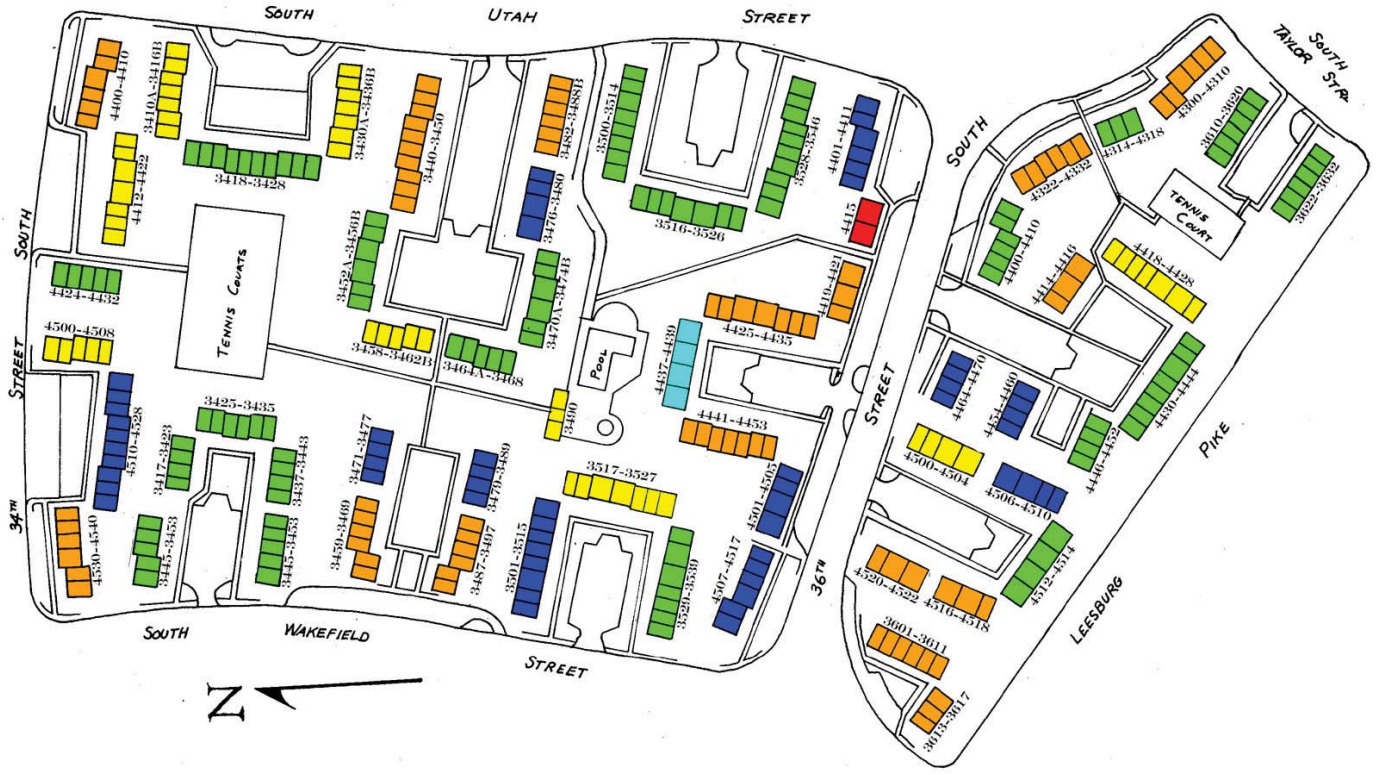 SOUTH UTAH STREET
SOUTH TAYLOR STR.
4400-4410
3410A-3416B
3418-3428
3430A-3436B
3440-3450
3482-3488B
3476-3480
3500-3514
3516-3526
3528-3546
4401-4411
4415
4419-4421
4412-4422
4424-4432
4500-4508
TENNIS COURTS
3452A-3456B
3458-3462B
3464A-3468
3470A-3474B
POOL
3490
4425-4435
4437-4439
4441-4453
SOUTH STREET
34TH
4510-4528
4530-4540
3425-3435
3417-3423
3437-3443
3445-3453
3445-3453
3471-3477
3459-3469
3479-3489
3487-3497
3501-3515
3517-3527
3529-3539
4501-4505
4507-4517
SOUTH WAKEFIELD STREET
SOUTH
STREET
36TH
4300-4310
4314-4318
4322-4332
3610-3620
3622-3632
TENNIS COURT
4400-4410
4414-4416
4418-4428
4430-4444
4446-4452
4454-4460
4464-4470
4500-4504
4506-4510
4512-4514
4516-4518
4520-4522
3601-3611
3613-3617
LEESBURG PIKE
N